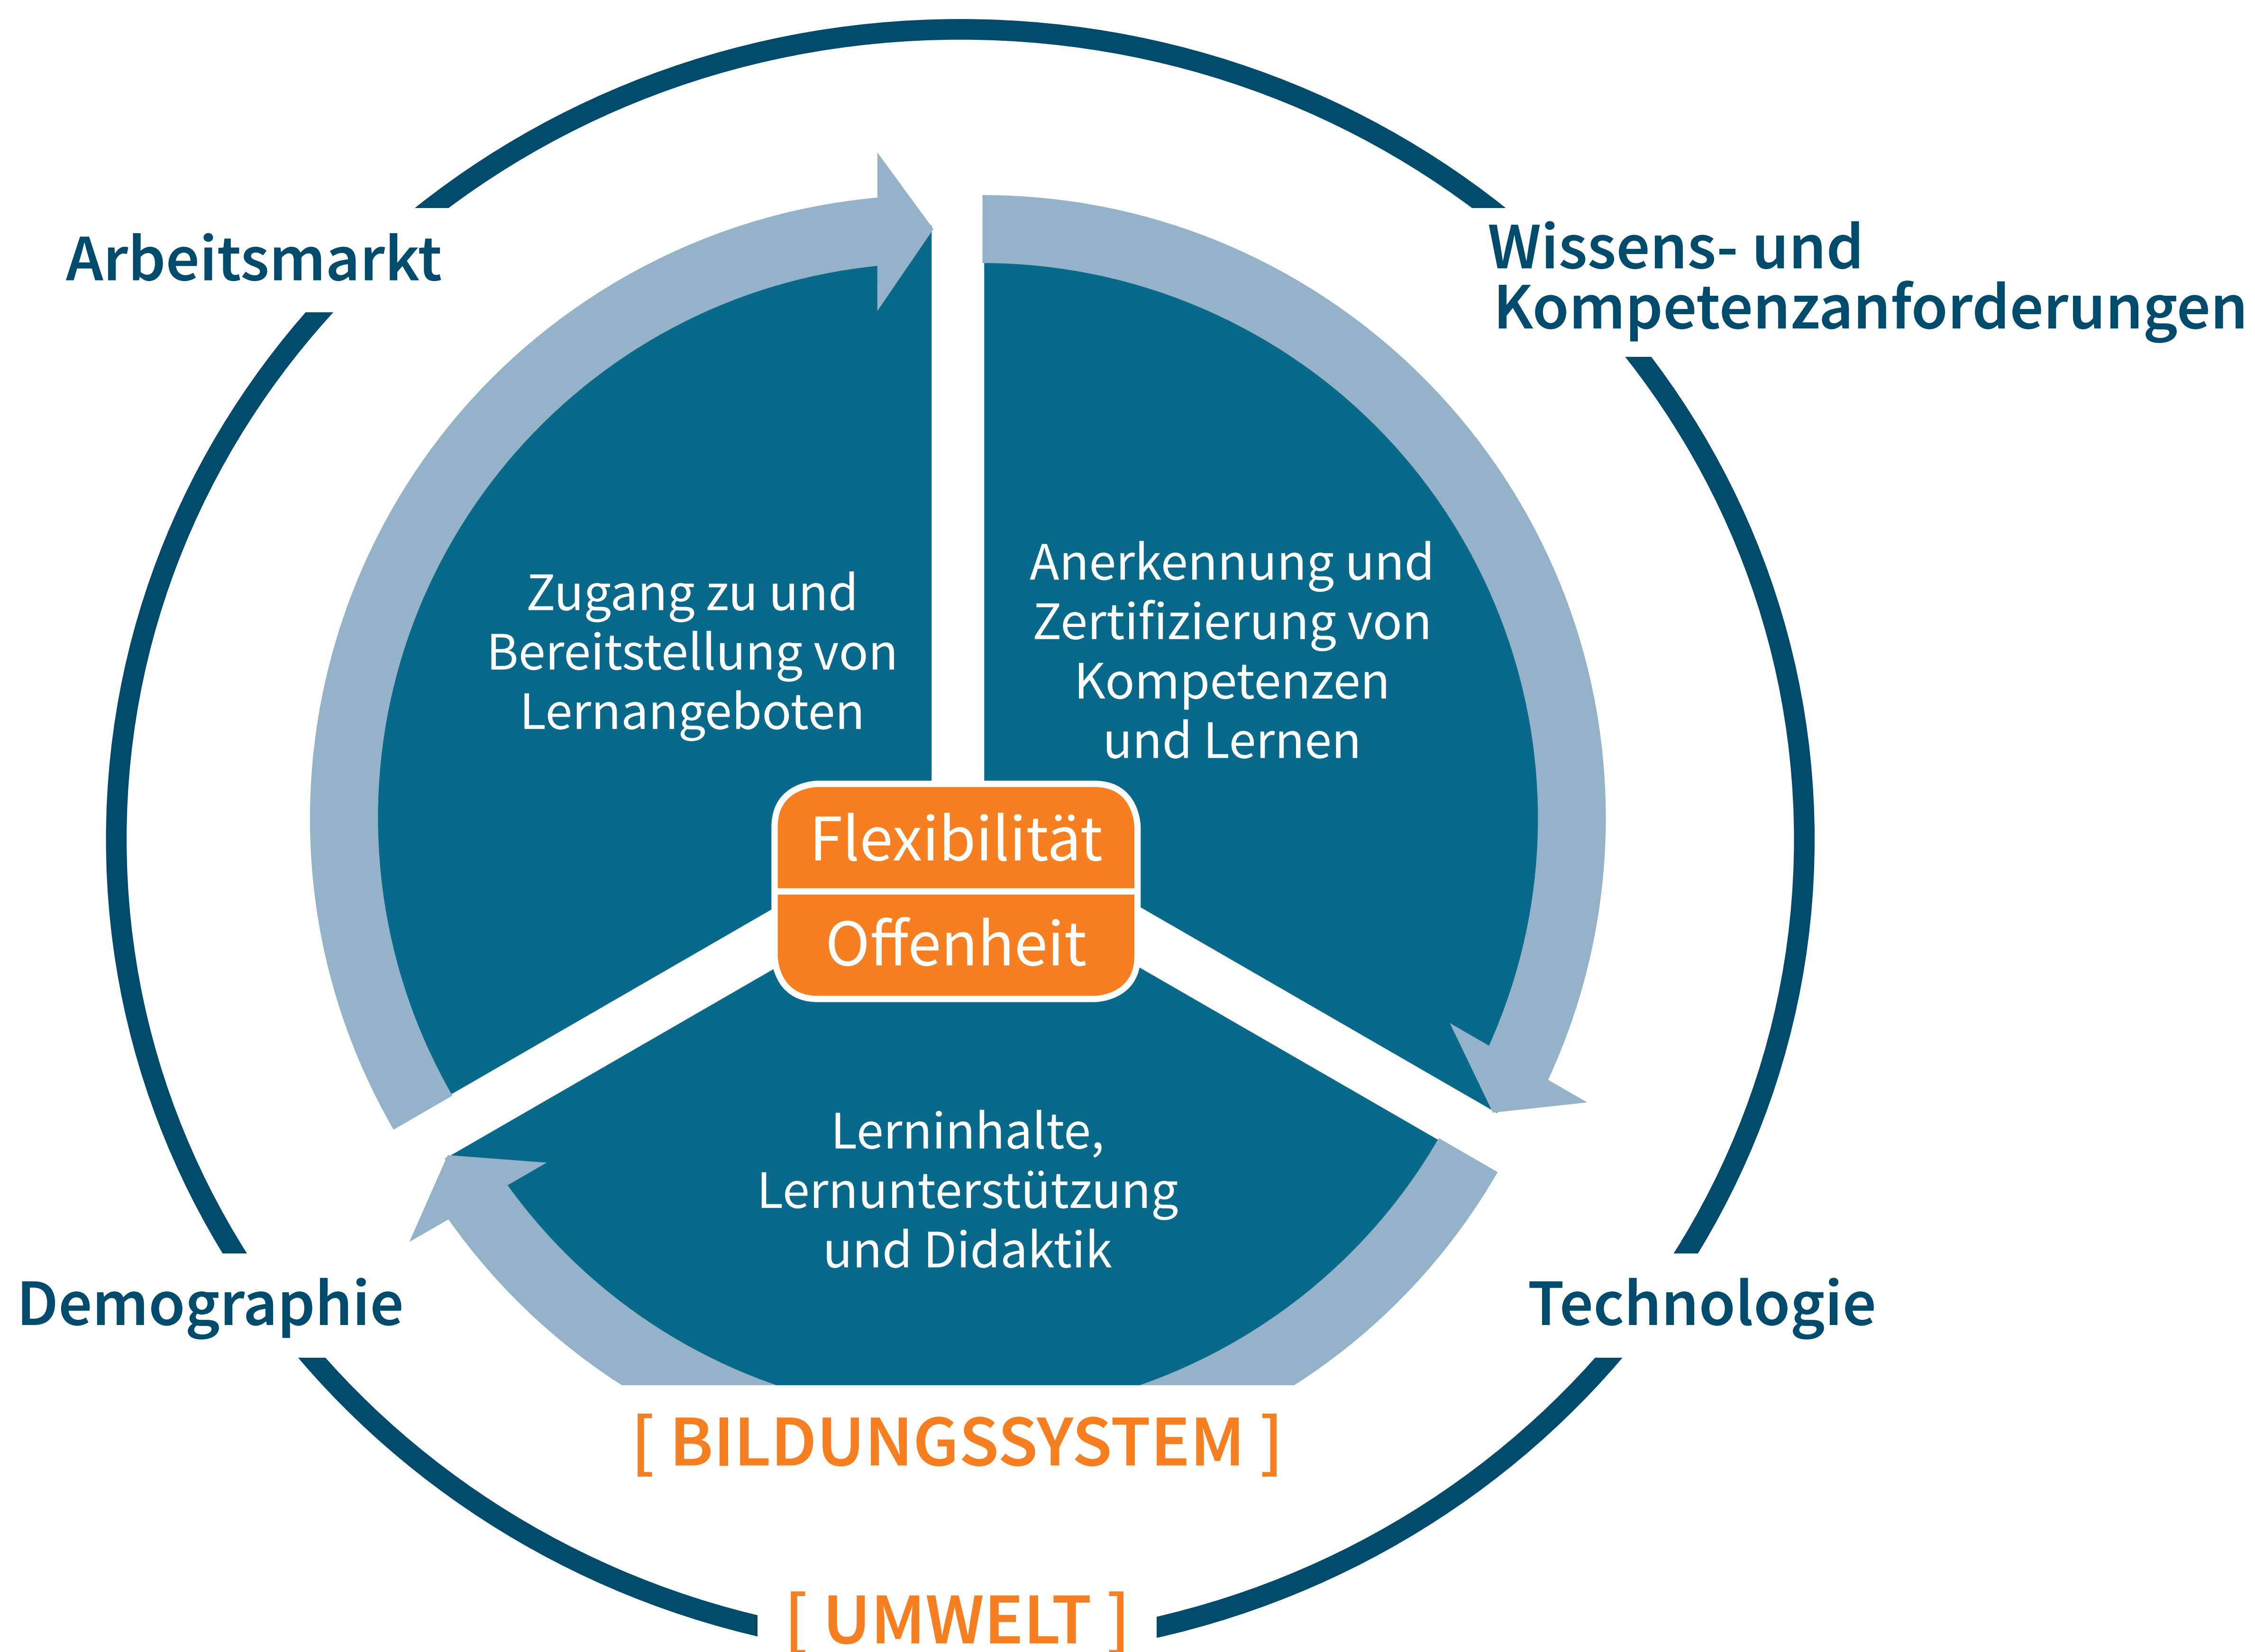 Arbeitsmarkt
Wissens- und
Kompetenzanforderungen
Zugang zu und
Bereitstellung von
Lernangeboten
Anerkennung und
Zertifizierung von
Kompetenzen
und Lernen
Flexibilität
Offenheit
Lerninhalte,
Lernunterstützung
und Didaktik
Demographie
Technologie
[ BILDUNGSSYSTEM ]
[ UMWELT ]